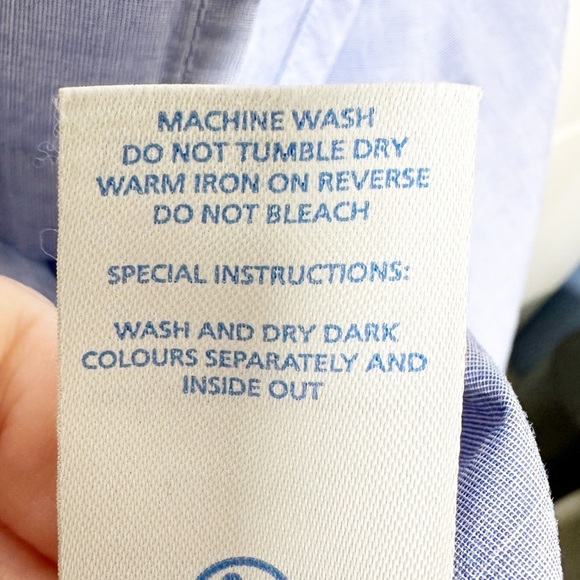 MACHINE WASH
DO NOT TUMBLE DRY
WARM IRON ON REVERSE
DO NOT BLEACH
SPECIAL INSTRUCTIONS:
WASH AND DRY DARK
COLOURS SEPARATELY AND
INSIDE OUT